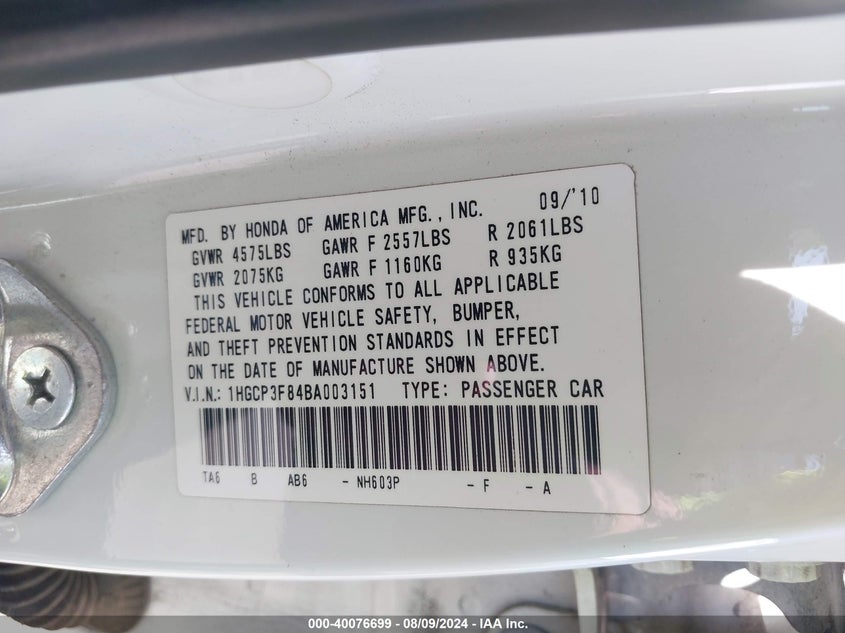 MFD. BY HONDA OF AMERICA MFG., INC. 09/'10
GVWR 4575LBS GAWR F 2557LBS R 2061LBS
GVWR 2075KG GAWR F 1160KG R 935KG
THIS VEHICLE CONFORMS TO ALL APPLICABLE
FEDERAL MOTOR VEHICLE SAFETY, BUMPER,
AND THEFT PREVENTION STANDARDS IN EFFECT
ON THE DATE OF MANUFACTURE SHOWN ABOVE.
V.I.N.: 1HGCP3F84BA003151 TYPE: PASSENGER CAR
TA6 B AB6 - NH603P - F - A
000-40076699 - 08/09/2024 - IAA Inc.